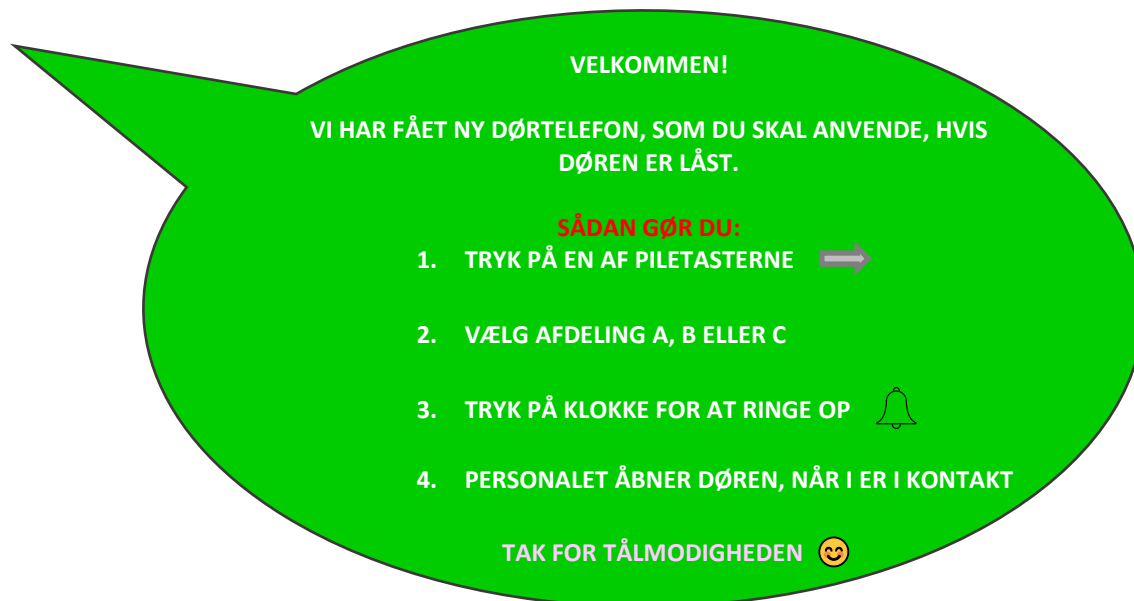 VELKOMMEN!
VI HAR FÅET NY DØRTELEFON, SOM DU SKAL ANVENDE, HVIS
DØREN ER LÅST.
SÅDAN GØR DU:
1. TRYK PÅ EN AF PILETASTERNE
2. VÆLG AFDELING A, B ELLER C
3. TRYK PÅ KLOKKE FOR AT RINGE OP
4. PERSONALET ÅBNER DØREN, NÅR I ER I KONTAKT
TAK FOR TÅLMODIGHEDEN 😊